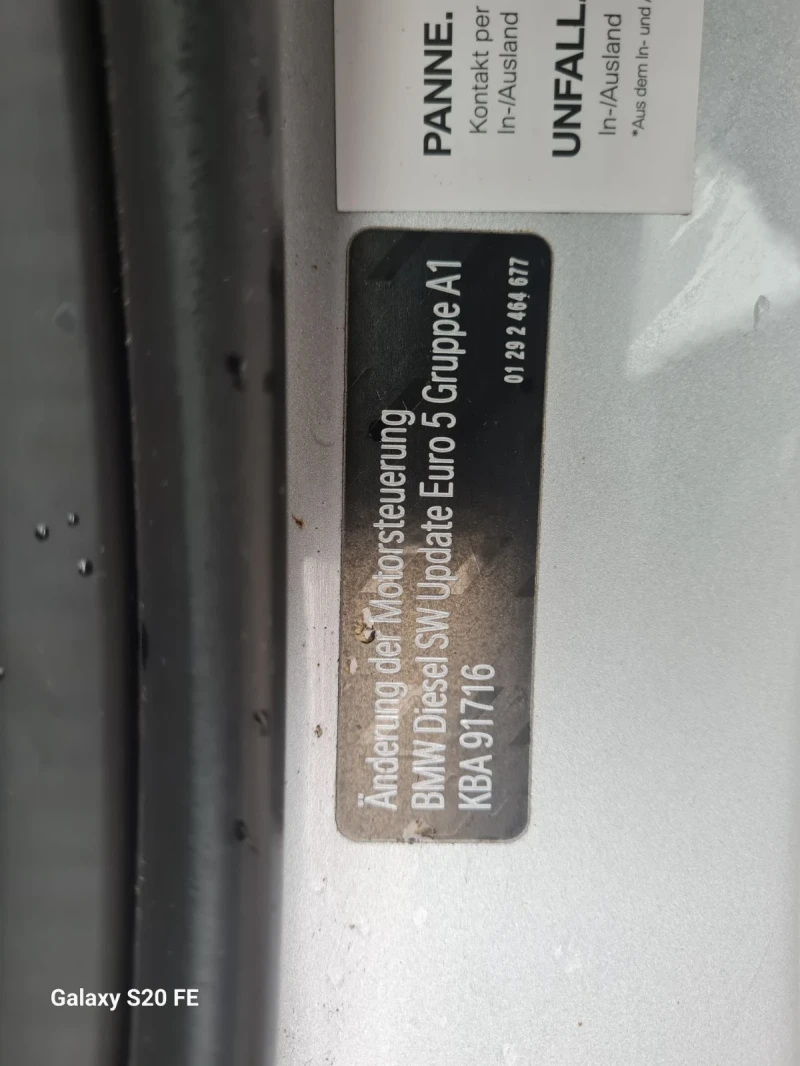 PANNE.
Kontakt per
In-/Ausland
UNFALL.
In-/Ausland
*Aus dem In- und
Änderung der Motorsteuerung
BMW Diesel SW Update Euro 5 Gruppe A1
KBA 91716
01 29 2 464 677
Galaxy S20 FE